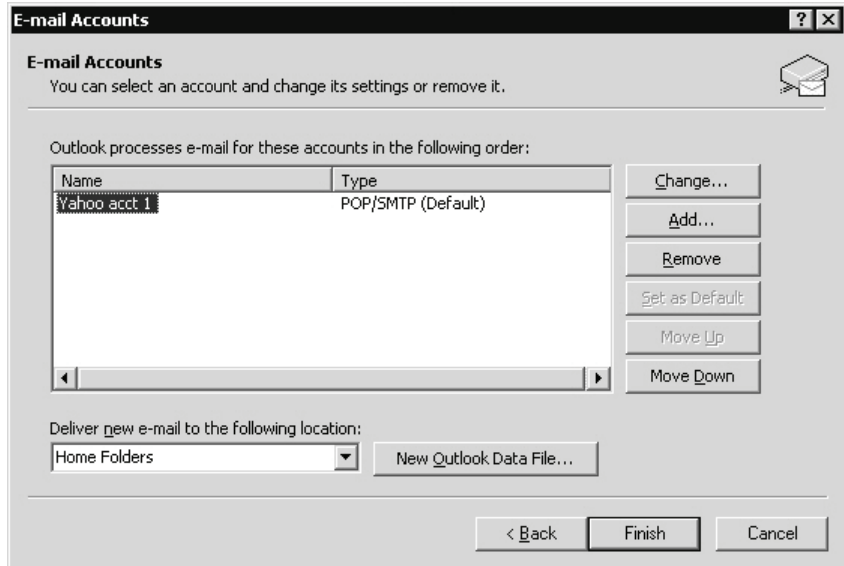 E-mail Accounts
E-mail Accounts
You can select an account and change its settings or remove it.
Outlook processes e-mail for these accounts in the following order:
Name Type
Yahoo acct 1 POP/SMTP (Default)
Change...
Add...
Remove
Set as Default
Move Up
Move Down
Deliver new e-mail to the following location:
Home Folders New Outlook Data File...
< Back Finish Cancel